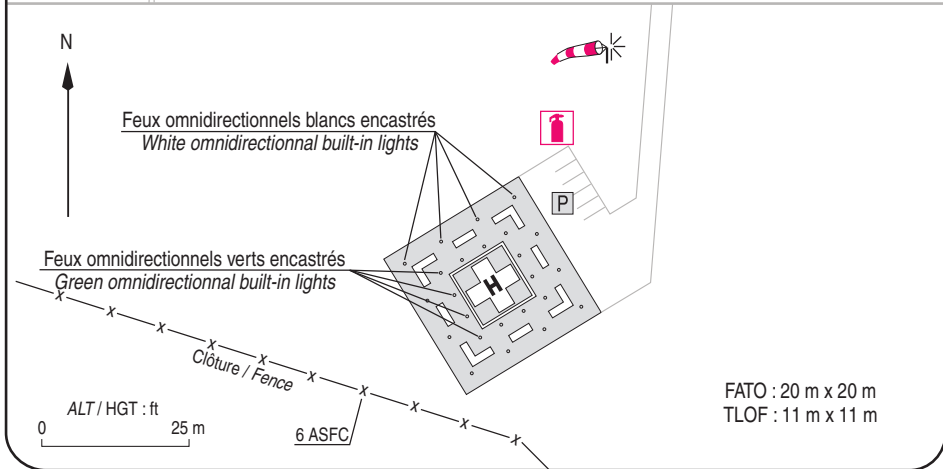 N
Feux omnidirectionnels blancs encastrés
White omnidirectionnal built-in lights
P
Feux omnidirectionnels verts encastrés
Green omnidirectionnal built-in lights
H
Clôture / Fence
ALT / HGT : ft
0 25 m
6 ASFC
FATO : 20 m x 20 m
TLOF : 11 m x 11 m